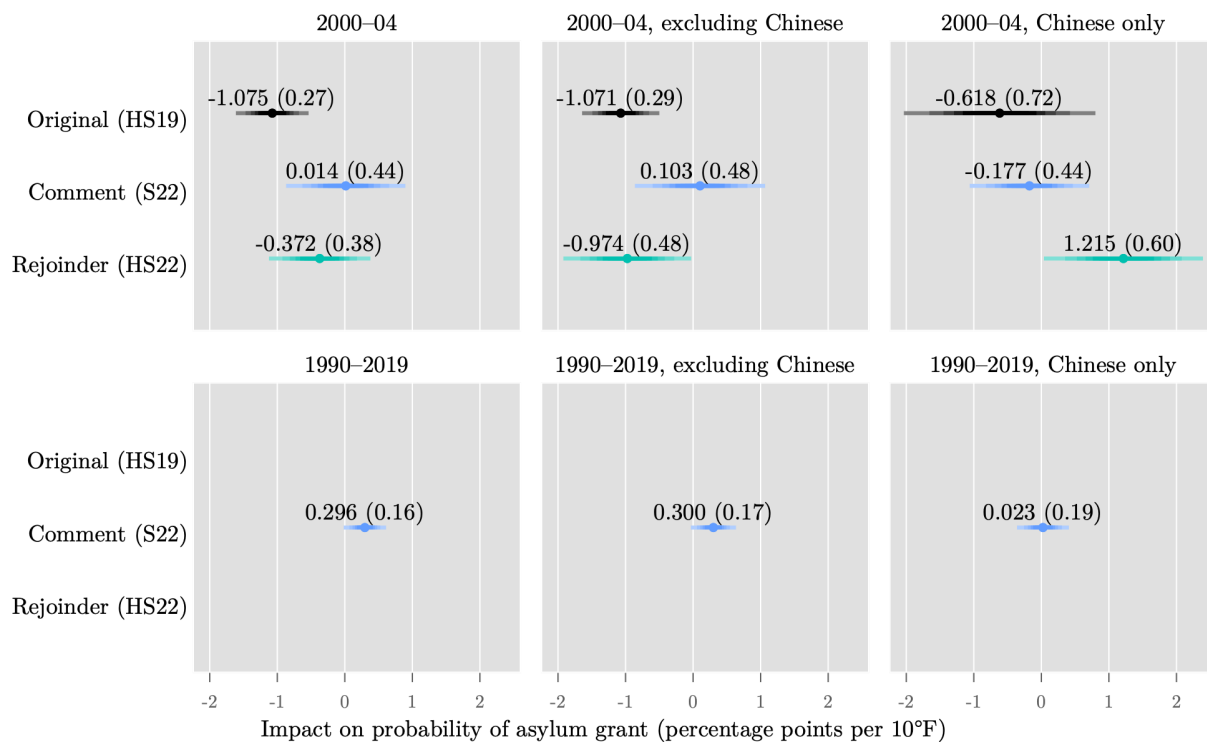 2000–04
2000–04, excluding Chinese
2000–04, Chinese only
Original (HS19)
-1.075 (0.27)
-1.071 (0.29)
-0.618 (0.72)
Comment (S22)
0.014 (0.44)
0.103 (0.48)
-0.177 (0.44)
Rejoinder (HS22)
-0.372 (0.38)
-0.974 (0.48)
1.215 (0.60)
1990–2019
1990–2019, excluding Chinese
1990–2019, Chinese only
Original (HS19)
Comment (S22)
0.296 (0.16)
0.300 (0.17)
0.023 (0.19)
Rejoinder (HS22)
-2 -1 0 1 2
-2 -1 0 1 2
-2 -1 0 1 2
Impact on probability of asylum grant (percentage points per 10°F)